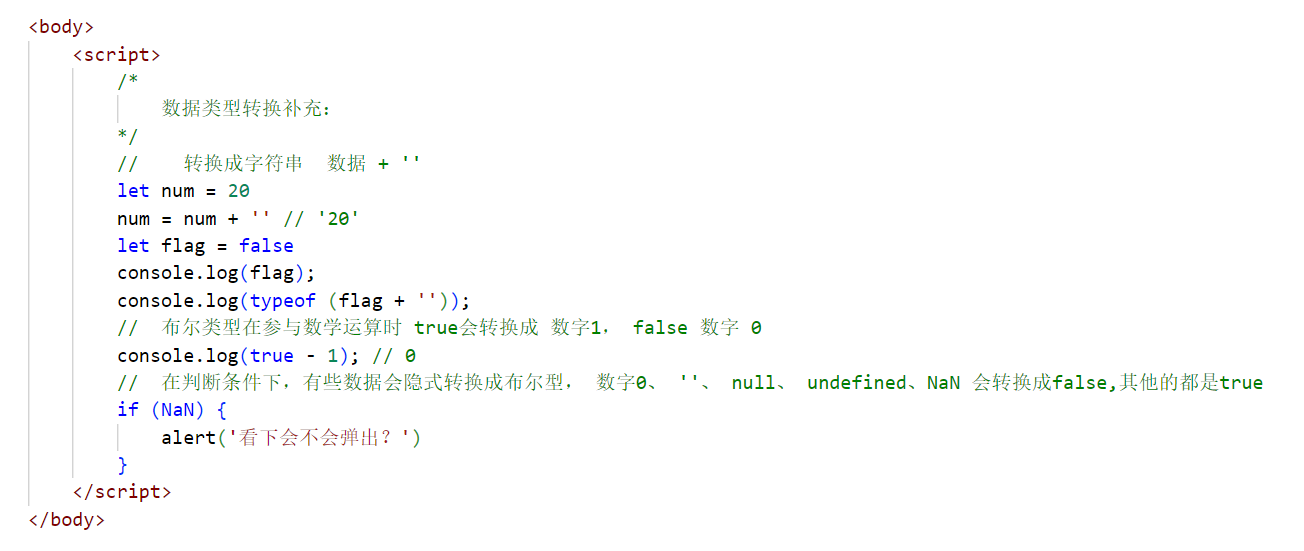 <body>
<script>
/*
数据类型转换补充:
*/
// 转换成字符串 数据 + ''
let num = 20
num = num + '' // '20'
let flag = false
console.log(flag);
console.log(typeof (flag + ''));
// 布尔类型在参与数学运算时 true会转换成 数字1, false 数字 0
console.log(true - 1); // 0
// 在判断条件下，有些数据会隐式转换成布尔型， 数字0、 ''、 null、 undefined、NaN 会转换成false,其他的都是true
if (NaN) {
alert('看下会不会弹出？')
}
</script>
</body>